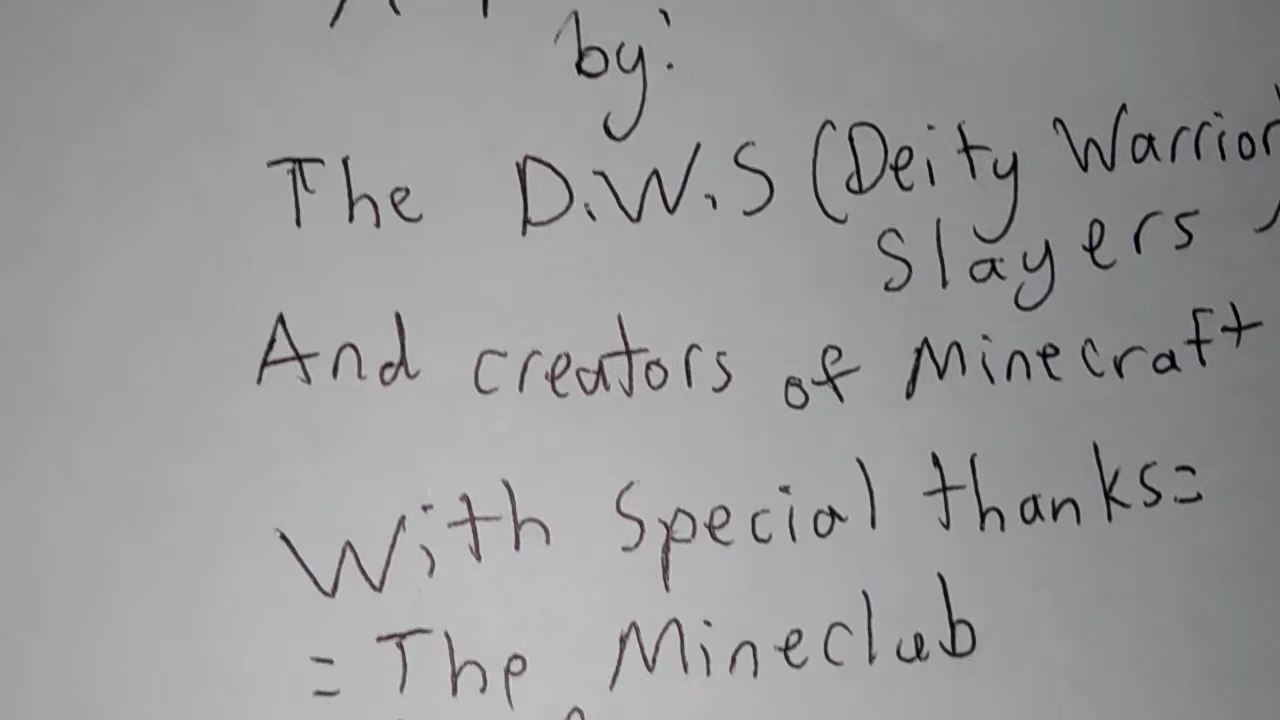 by:
The D.W.S (Deity Warrior
Slayers)
And creators of Minecraft
With Special thanks=
= The Mineclub